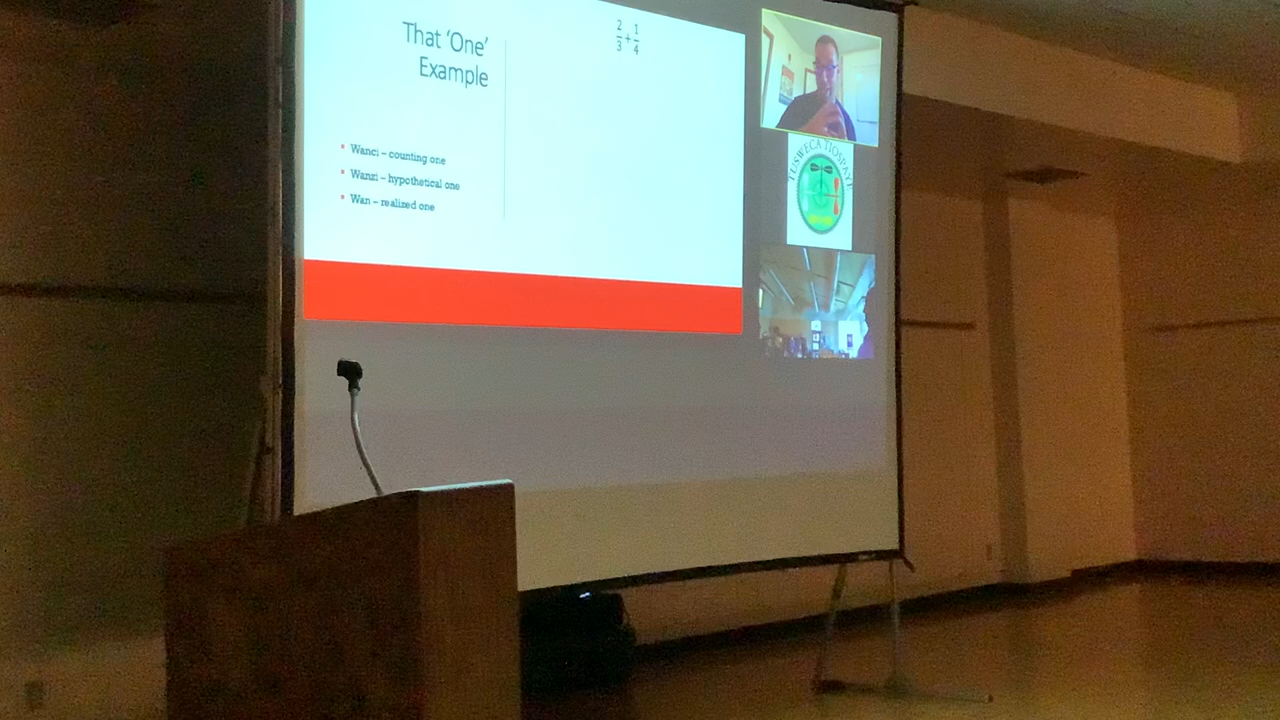 That ‘One’
Example
Wanci – counting one
Wanzi – hypothetical one
Wan – realized one
2/3 + 1/4
TUSWECA TIOSPAYE